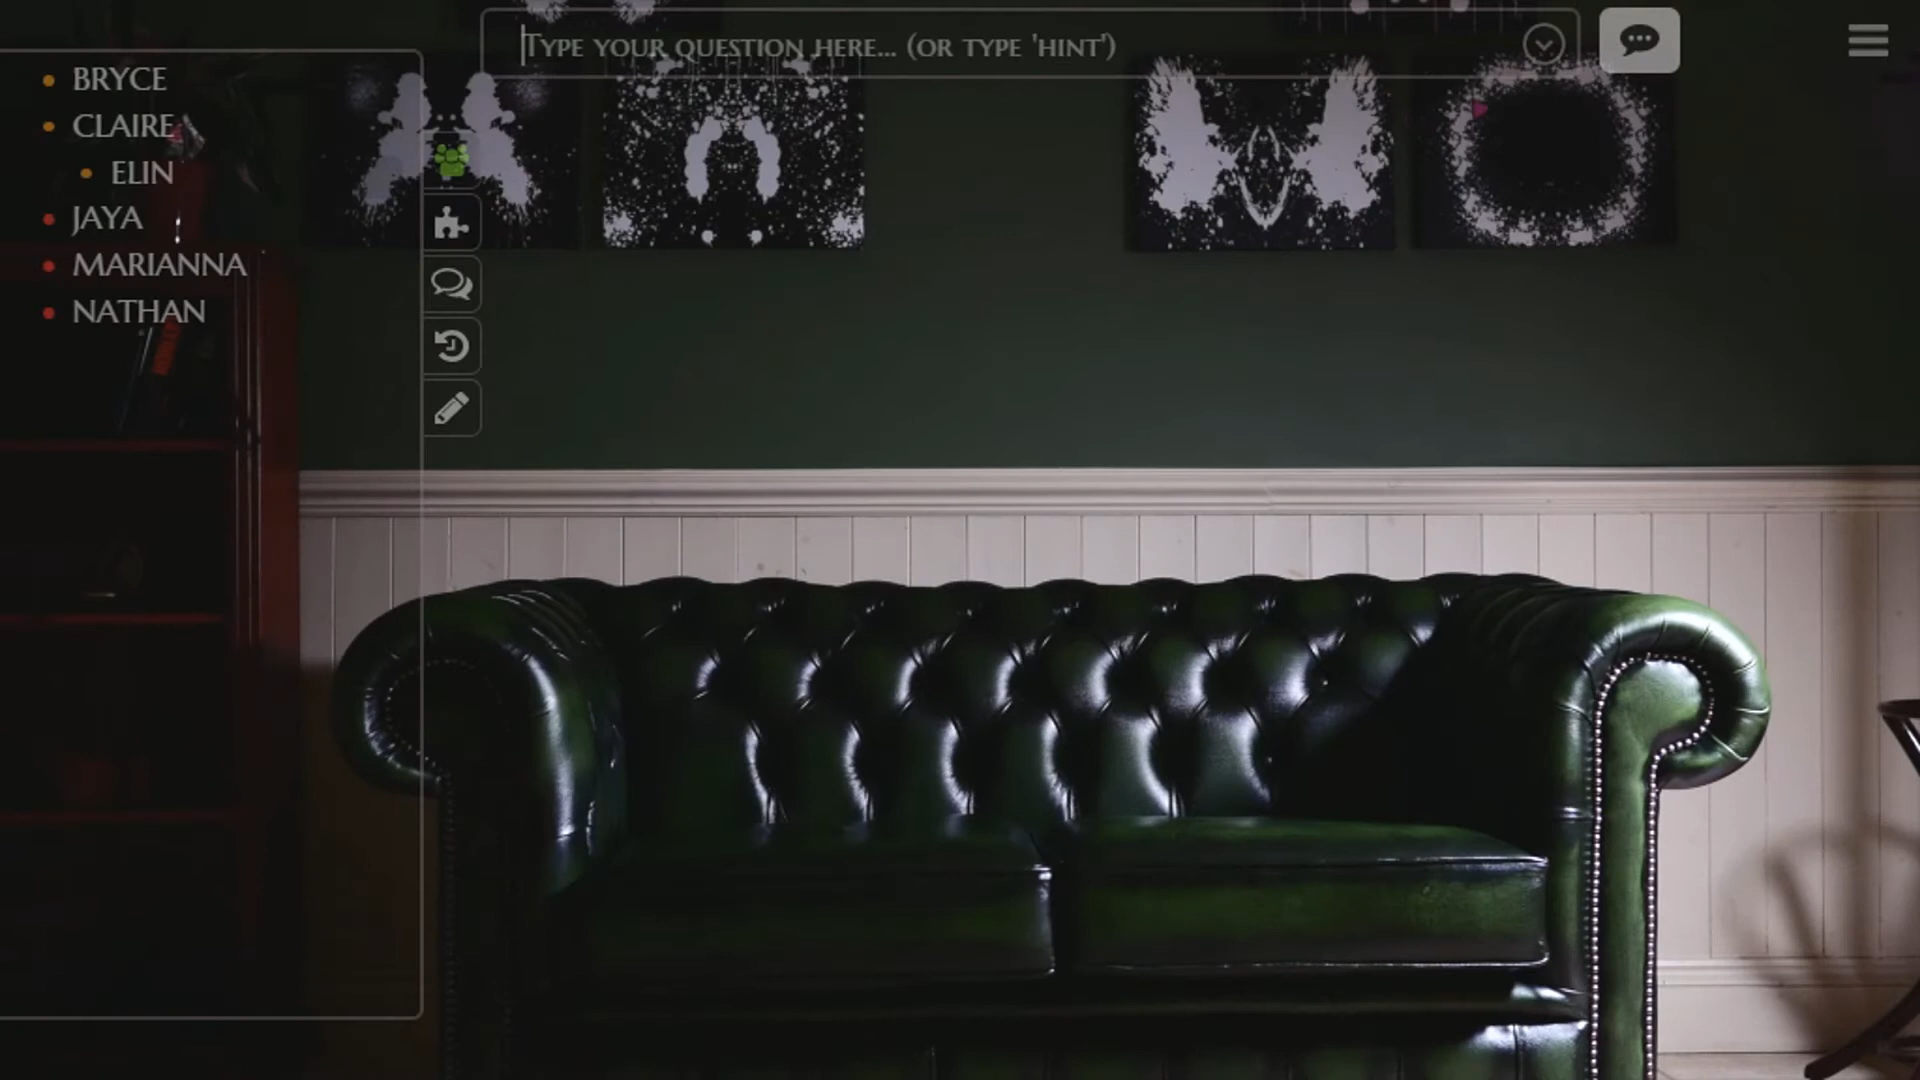 Type your question here... (or type 'hint')
BRYCE
CLAIRE
ELIN
JAYA
MARIANNA
NATHAN